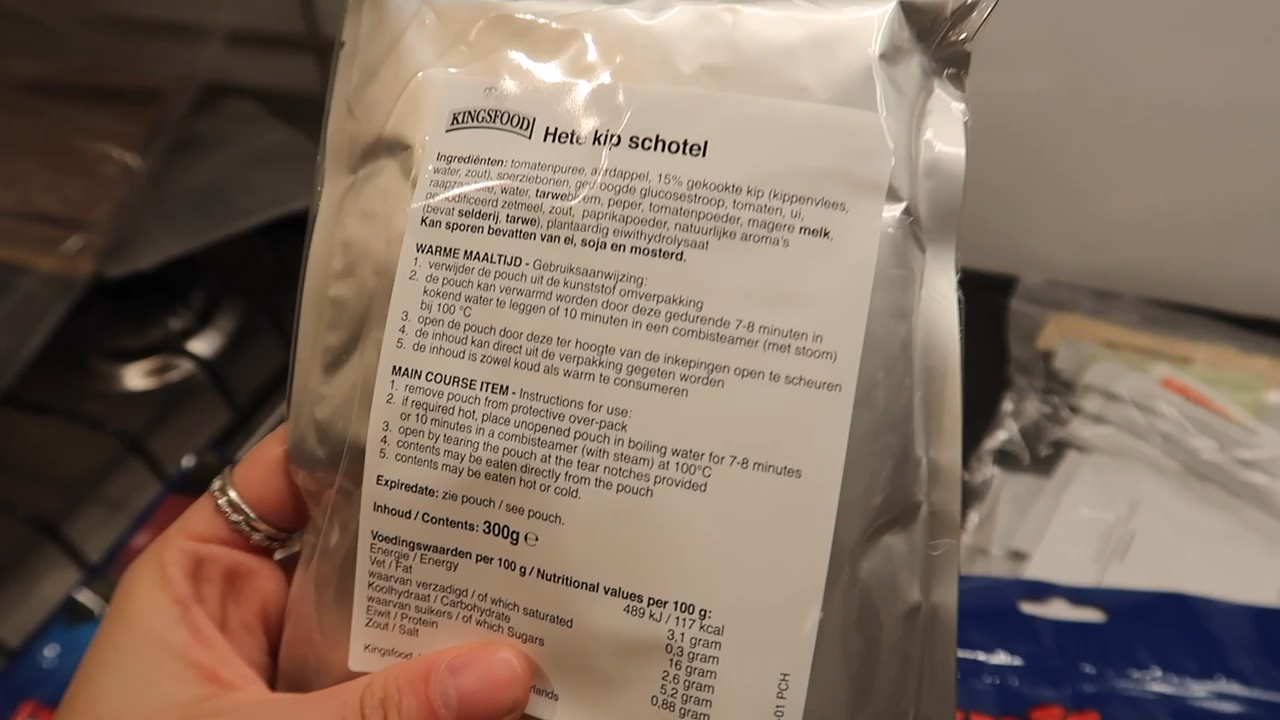 KINGSFOOD Hete kip schotel
Ingrediënten: tomatenpuree, aardappel, 15% gekookte kip (kippenvlees,
water, zout), sperziebonen, gedroogde glucosestroop, tomaten, ui,
water, tarwebloem, peper, tomatenpoeder, magere melk,
gemodificeerd zetmeel, zout, paprikapoeder, natuurlijke aroma's
(bevat selderij, tarwe), plantaardig eiwithydrolysaat
Kan sporen bevatten van ei, soja en mosterd.
WARME MAALTIJD - Gebruiksaanwijzing:
1. verwijder de pouch uit de kunststof omverpakking
2. de pouch kan verwarmd worden door deze gedurende 7-8 minuten in
kokend water te leggen of 10 minuten in een combisteamer (met stoom)
bij 100 °C
3. open de pouch door deze ter hoogte van de inkepingen open te scheuren
4. de inhoud kan direct uit de verpakking gegeten worden
5. de inhoud is zowel koud als warm te consumeren
MAIN COURSE ITEM - Instructions for use:
1. remove pouch from protective over-pack
2. if required hot, place unopened pouch in boiling water for 7-8 minutes
or 10 minutes in a combisteamer (with steam) at 100°C
3. open by tearing the pouch at the tear notches provided
4. contents may be eaten directly from the pouch
5. contents may be eaten hot or cold.
Expiredate: zie pouch / see pouch.
Inhoud / Contents: 300g ℮
Voedingswaarden per 100 g / Nutritional values per 100 g:
Energie / Energy 489 kJ / 117 kcal
Vet / Fat 3,1 gram
waarvan verzadigd / of which saturated 0,3 gram
Koolhydraat / Carbohydrate 16 gram
waarvan suikers / of which Sugars 2,6 gram
Eiwit / Protein 5,2 gram
Zout / Salt 0,88 gram
Kingsfood
-01 PCH